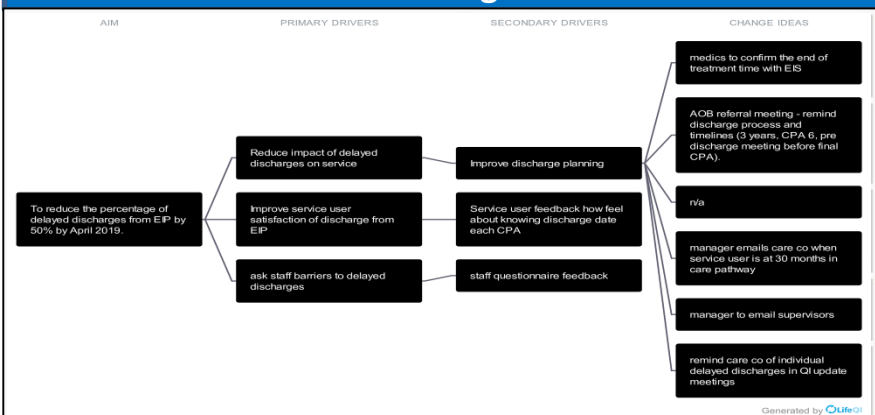 AIM
PRIMARY DRIVERS
SECONDARY DRIVERS
CHANGE IDEAS
To reduce the percentage of
delayed discharges from EIP by
50% by April 2019.
Reduce impact of delayed
discharges on service
Improve service user
satisfaction of discharge from
EIP
ask staff barriers to delayed
discharges
Improve discharge planning
Service user feedback how feel
about knowing discharge date
each CPA
staff questionnaire feedback
medics to confirm the end of
treatment time with EIS
AOB referral meeting - remind
discharge process and
timelines (3 years, CPA 6, pre
discharge meeting before final
CPA).
n/a
manager emails care co when
service user is at 30 months in
care pathway
manager to email supervisors
remind care co of individual
delayed discharges in QI update
meetings
Generated by LifeQI